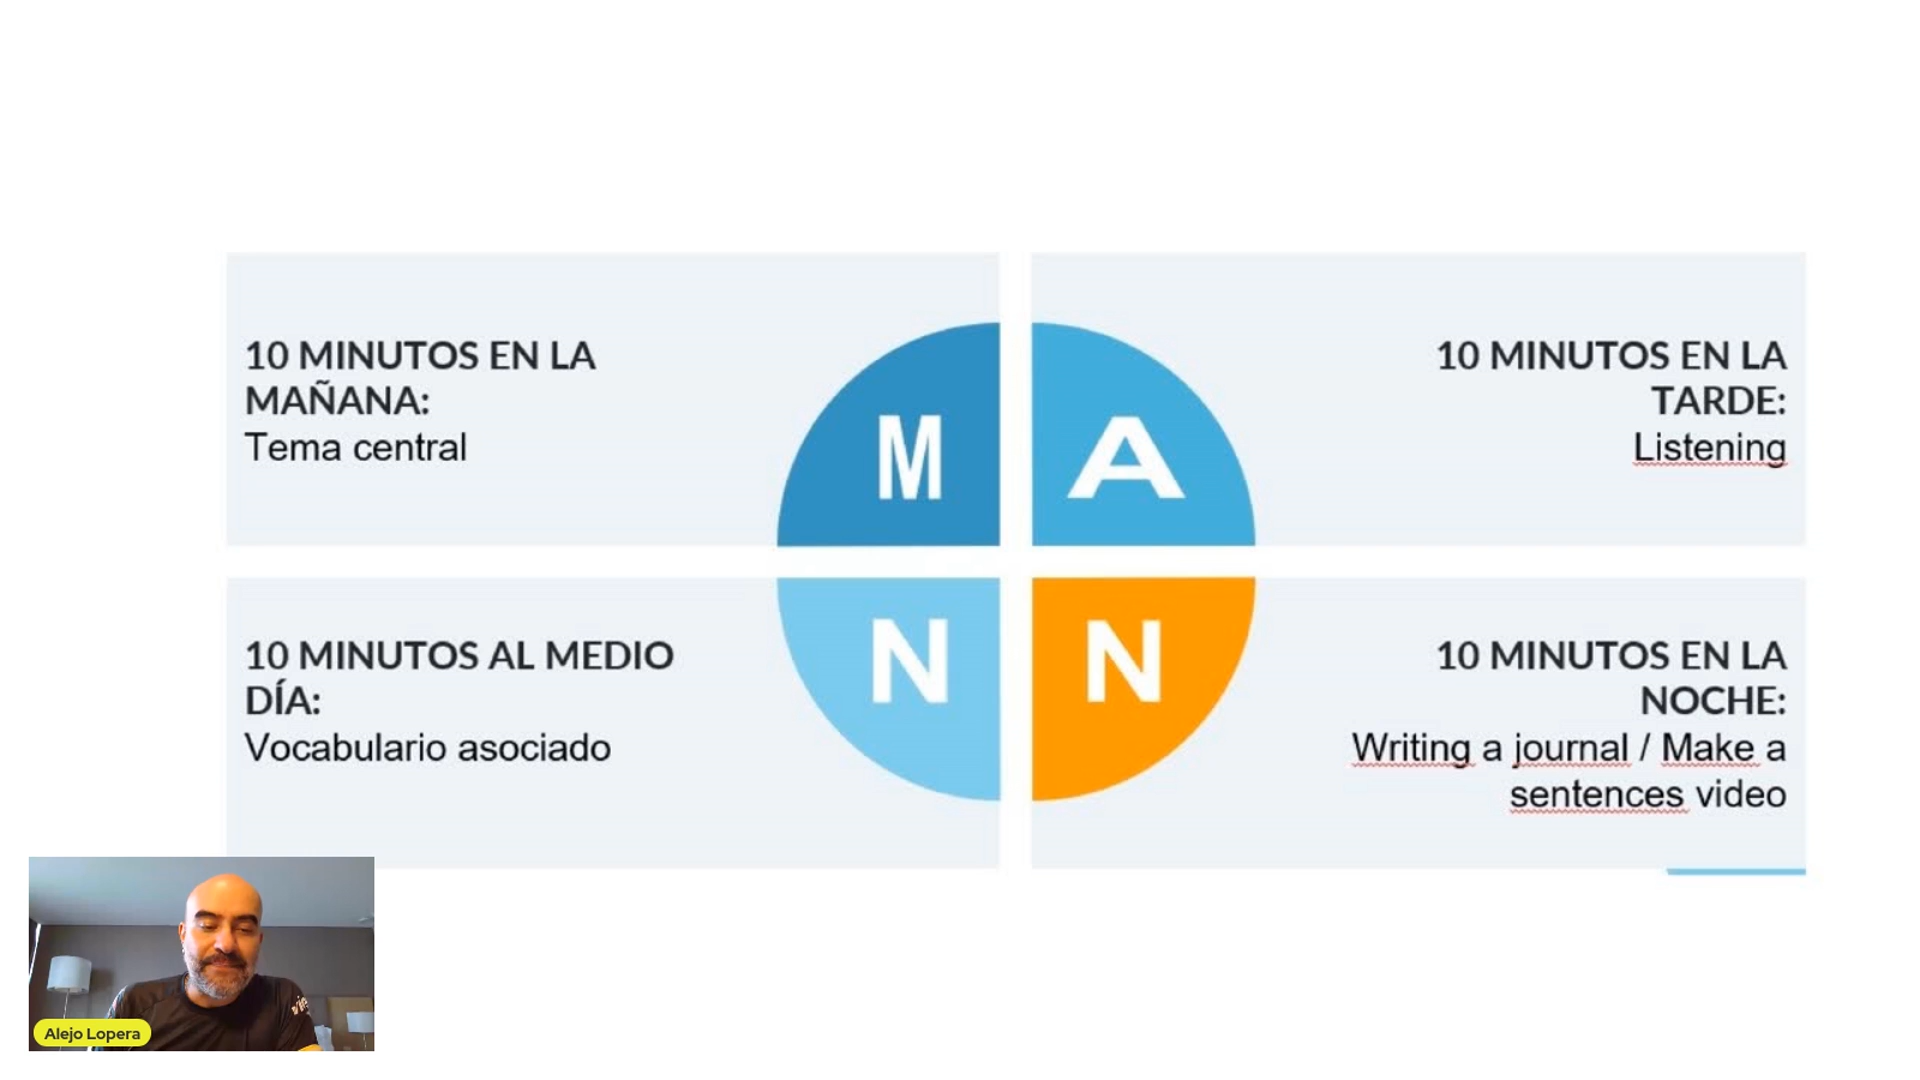 10 MINUTOS EN LA
MAÑANA:
Tema central
M
A
10 MINUTOS EN LA
TARDE:
Listening
10 MINUTOS AL MEDIO
DÍA:
Vocabulario asociado
N
N
10 MINUTOS EN LA
NOCHE:
Writing a journal / Make a
sentences video
Alejo Lopera